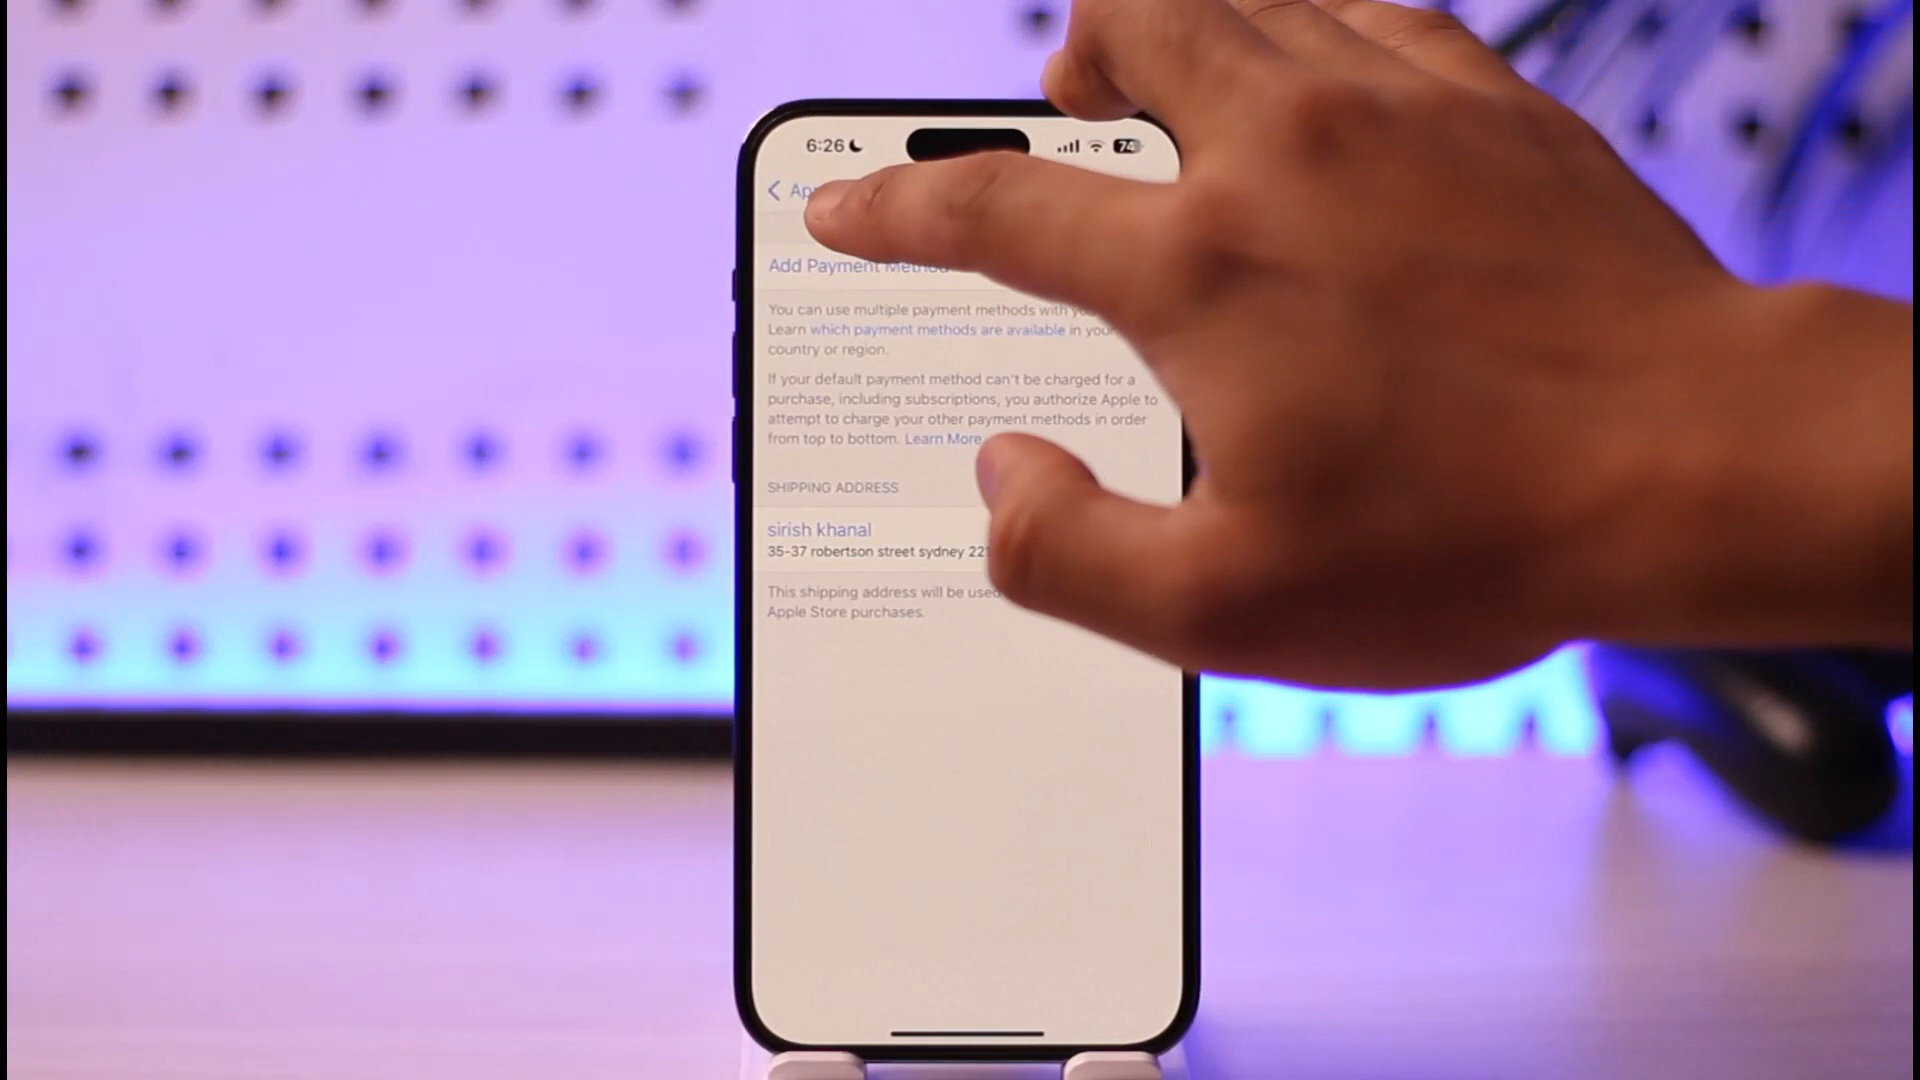 6:26
74
Add Payment Method
You can use multiple payment methods with
Learn which payment methods are available in your
country or region.
If your default payment method can't be charged for a
purchase, including subscriptions, you authorize Apple to
attempt to charge your other payment methods in order
from top to bottom. Learn More
SHIPPING ADDRESS
sirish khanal
35-37 robertson street sydney
This shipping address will be used
Apple Store purchases.